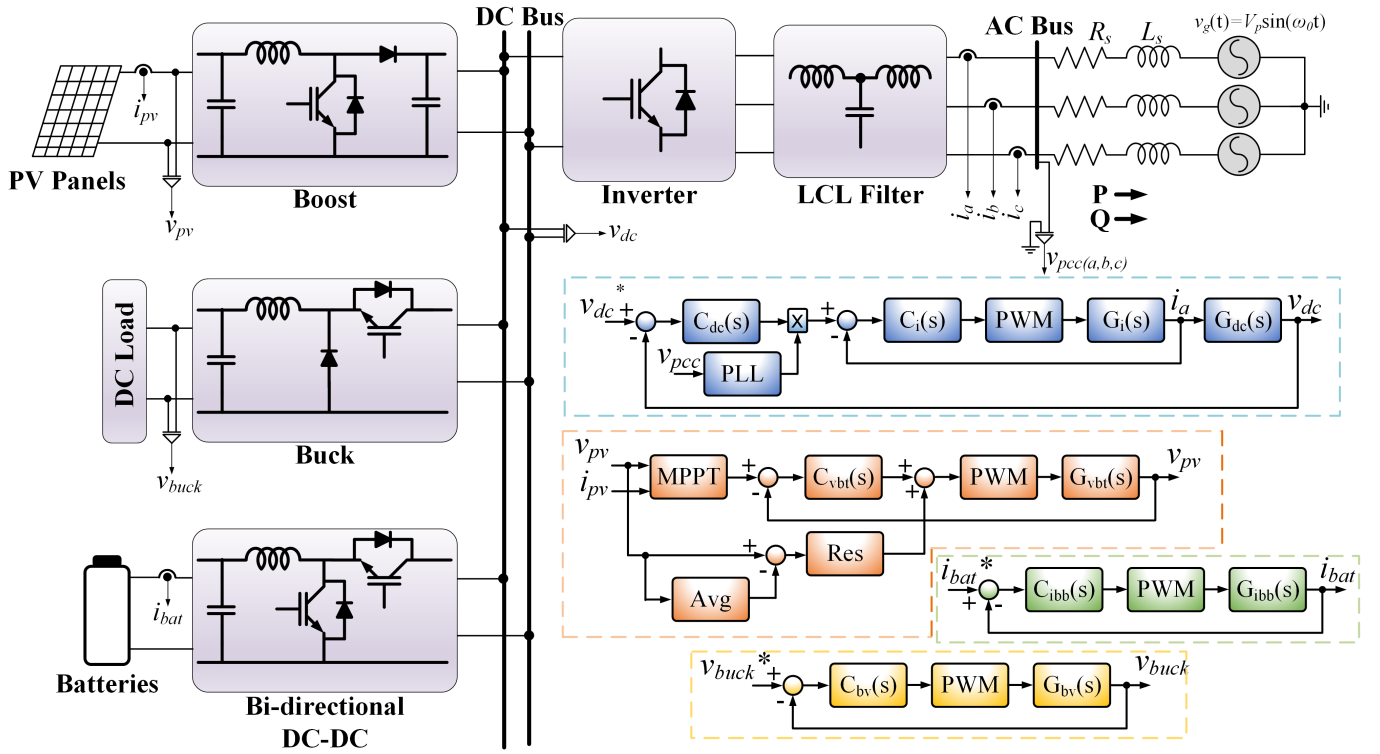 DC Bus
AC Bus
R_s
L_s
v_g(t)=V_p sin(ω_0t)
i_pv
PV Panels
v_pv
Boost
Inverter
LCL Filter
i_a
i_b
i_c
P
Q
v_dc
v_pcc(a,b,c)
DC Load
v_buck
Buck
v_dc*
+
-
C_dc(s)
X
v_pcc
PLL
+
-
C_i(s)
PWM
G_i(s)
i_a
G_dc(s)
v_dc
v_pv
i_pv
MPPT
+
-
C_vbt(s)
+
+
PWM
G_vbt(s)
v_pv
+
-
Res
Avg
i_bat*
+
-
C_ibb(s)
PWM
G_ibb(s)
i_bat
v_buck*
+
-
C_bv(s)
PWM
G_bv(s)
v_buck
i_bat
Batteries
Bi-directional
DC-DC